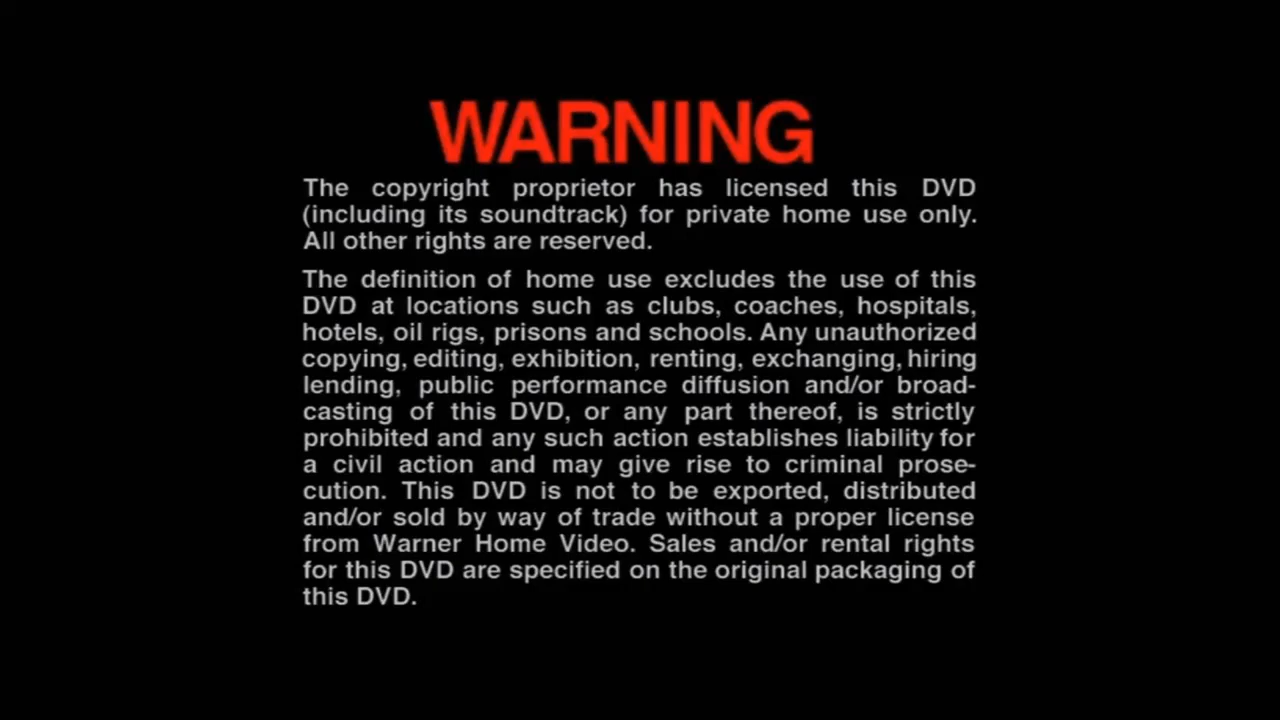 WARNING
The copyright proprietor has licensed this DVD
(including its soundtrack) for private home use only.
All other rights are reserved.
The definition of home use excludes the use of this
DVD at locations such as clubs, coaches, hospitals,
hotels, oil rigs, prisons and schools. Any unauthorized
copying, editing, exhibition, renting, exchanging, hiring
lending, public performance diffusion and/or broad-
casting of this DVD, or any part thereof, is strictly
prohibited and any such action establishes liability for
a civil action and may give rise to criminal prose-
cution. This DVD is not to be exported, distributed
and/or sold by way of trade without a proper license
from Warner Home Video. Sales and/or rental rights
for this DVD are specified on the original packaging of
this DVD.